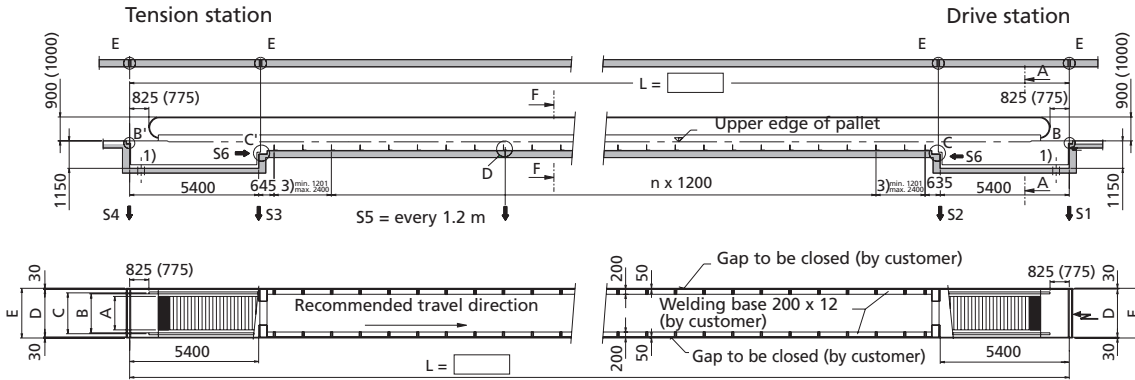 Tension station
Drive station
E
E
E
E
900 (1000)
900 (1000)
L =
A
825 (775)
825 (775)
F
B'
C'
Upper edge of pallet
B
C
1)
S6
S6
1)
D
F
1150
1150
5400
645
3) min. 1201 max. 2400
n x 1200
3) min. 1201 max. 2400
635
5400
A
S4
S3
S5 = every 1.2 m
S2
S1
30
825 (775)
200
50
Gap to be closed (by customer)
825 (775)
30
E
D
C
B
A
Recommended travel direction
Welding base 200 x 12
(by customer)
N
D
E
30
5400
200
50
Gap to be closed (by customer)
5400
30
L =